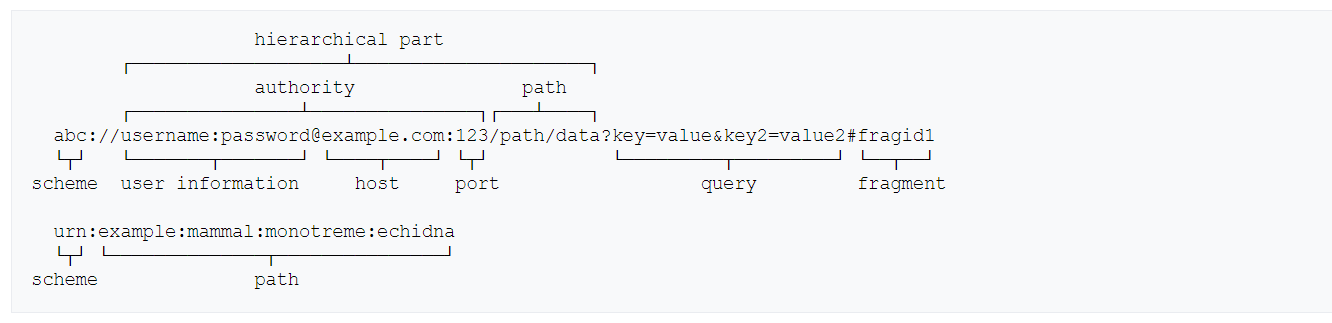 hierarchical part
authority path
abc://username:password@example.com:123/path/data?key=value&key2=value2#fragid1
scheme user information host port query fragment
urn:example:mammal:monotreme:echidna
scheme path